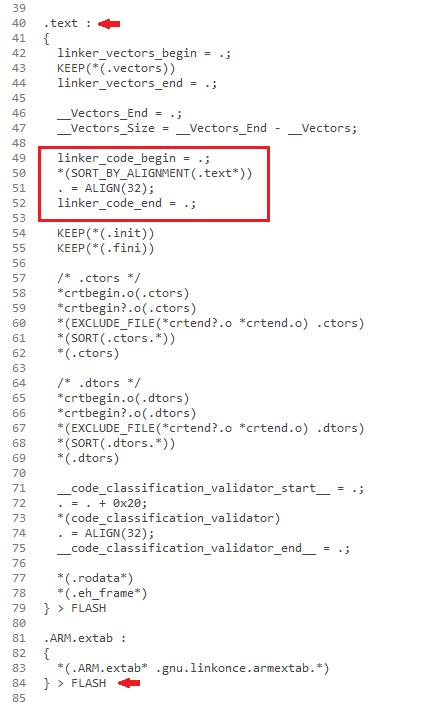 39
40 .text :
41 {
42   linker_vectors_begin = .;
43   KEEP(*(.vectors))
44   linker_vectors_end = .;
45
46   __Vectors_End = .;
47   __Vectors_Size = __Vectors_End - __Vectors;
48
49   linker_code_begin = .;
50   *(SORT_BY_ALIGNMENT(.text*))
51   . = ALIGN(32);
52   linker_code_end = .;
53
54   KEEP(*(.init))
55   KEEP(*(.fini))
56
57   /* .ctors */
58   *crtbegin.o(.ctors)
59   *crtbegin?.o(.ctors)
60   *(EXCLUDE_FILE(*crtend?.o *crtend.o) .ctors)
61   *(SORT(.ctors.*))
62   *(.ctors)
63
64   /* .dtors */
65   *crtbegin.o(.dtors)
66   *crtbegin?.o(.dtors)
67   *(EXCLUDE_FILE(*crtend?.o *crtend.o) .dtors)
68   *(SORT(.dtors.*))
69   *(.dtors)
70
71   __code_classification_validator_start__ = .;
72   . = . + 0x20;
73   *(code_classification_validator)
74   . = ALIGN(32);
75   __code_classification_validator_end__ = .;
76
77   *(.rodata*)
78   *(.eh_frame*)
79 } > FLASH
80
81 .ARM.extab :
82 {
83   *(.ARM.extab* .gnu.linkonce.armextab.*)
84 } > FLASH
85